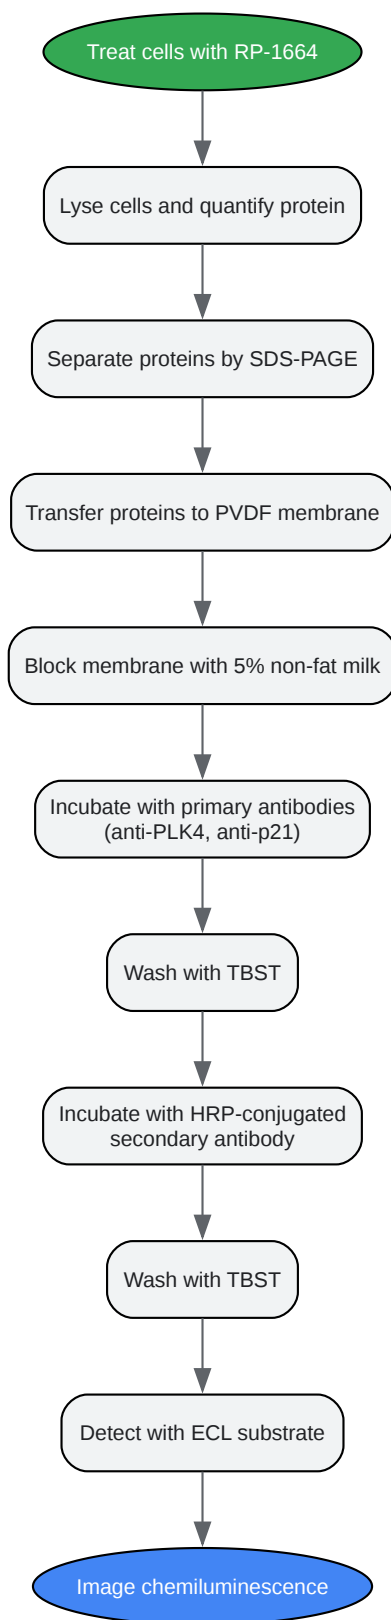 Treat cells with RP-1664
Lyse cells and quantify protein
Separate proteins by SDS-PAGE
Transfer proteins to PVDF membrane
Block membrane with 5% non-fat milk
Incubate with primary antibodies
(anti-PLK4, anti-p21)
Wash with TBST
Incubate with HRP-conjugated
secondary antibody
Wash with TBST
Detect with ECL substrate
Image chemiluminescence